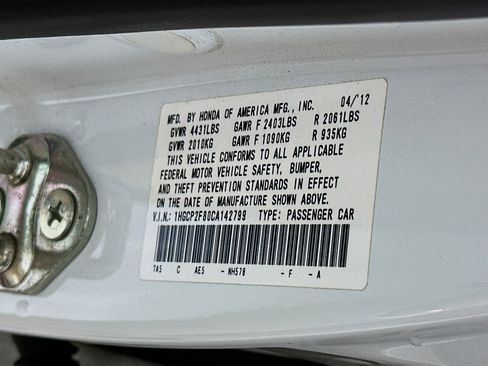 MFD. BY HONDA OF AMERICA MFG., INC. 04/'12
GVWR 4431LBS GAWR F 2403LBS R 2061LBS
GVWR 2010KG GAWR F 1090KG R 935KG
THIS VEHICLE CONFORMS TO ALL APPLICABLE
FEDERAL MOTOR VEHICLE SAFETY, BUMPER,
AND THEFT PREVENTION STANDARDS IN EFFECT
ON THE DATE OF MANUFACTURE SHOWN ABOVE.
V.I.N.: 1HGCP2F80CA142799 TYPE: PASSENGER CAR
TA5 C AE5 - NH578 - F - A